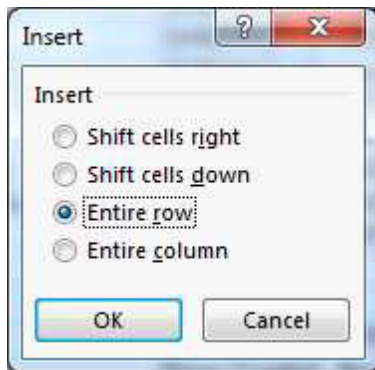 Insert
Insert
Shift cells right
Shift cells down
Entire row
Entire column
OK
Cancel